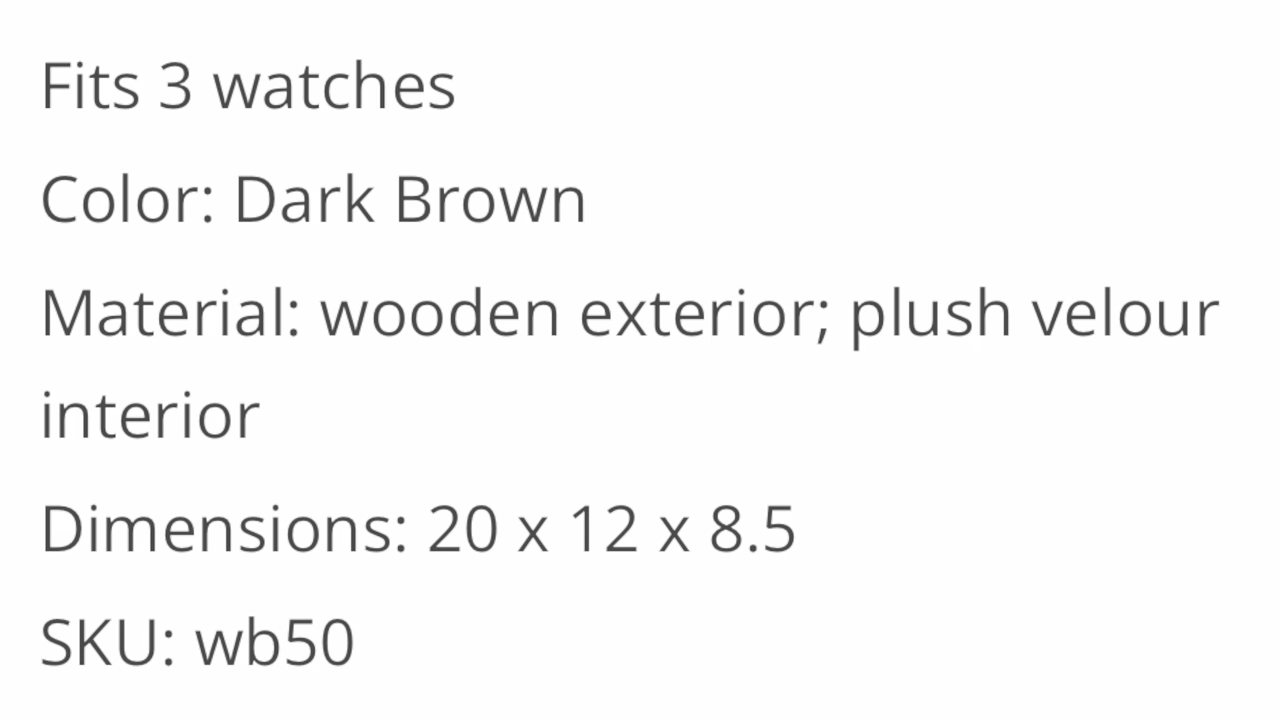 Fits 3 watches
Color: Dark Brown
Material: wooden exterior; plush velour
interior
Dimensions: 20 x 12 x 8.5
SKU: wb50